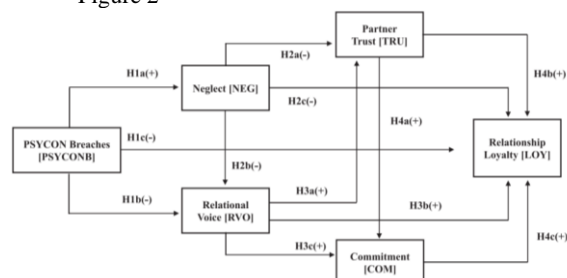 Figure 2
Partner
Trust [TRU]
H2a(-)
H1a(+)
H4b(+)
Neglect [NEG]
H2c(-)
H4a(+)
PSYCON Breaches
[PSYCONB]
H1c(-)
Relationship
Loyalty [LOY]
H2b(-)
H3a(+)
H1b(-)
Relational
Voice [RVO]
H3b(+)
H3c(+)
H4c(+)
Commitment
[COM]